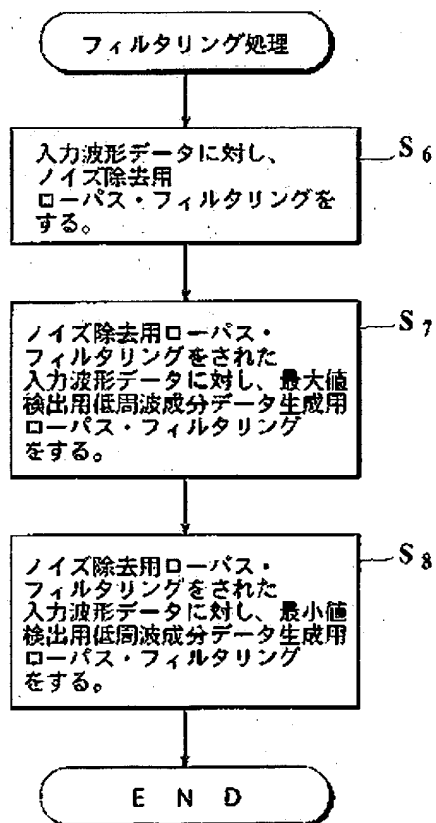 フィルタリング処理
S 6
入力波形データに対し、
ノイズ除去用
ローパス・フィルタリングを
する。
S 7
ノイズ除去用ローパス・
フィルタリングをされた
入力波形データに対し、最大値
検出用低周波成分データ生成用
ローパス・フィルタリング
をする。
S 8
ノイズ除去用ローパス・
フィルタリングをされた
入力波形データに対し、最小値
検出用低周波成分データ生成用
ローパス・フィルタリング
をする。
E N D